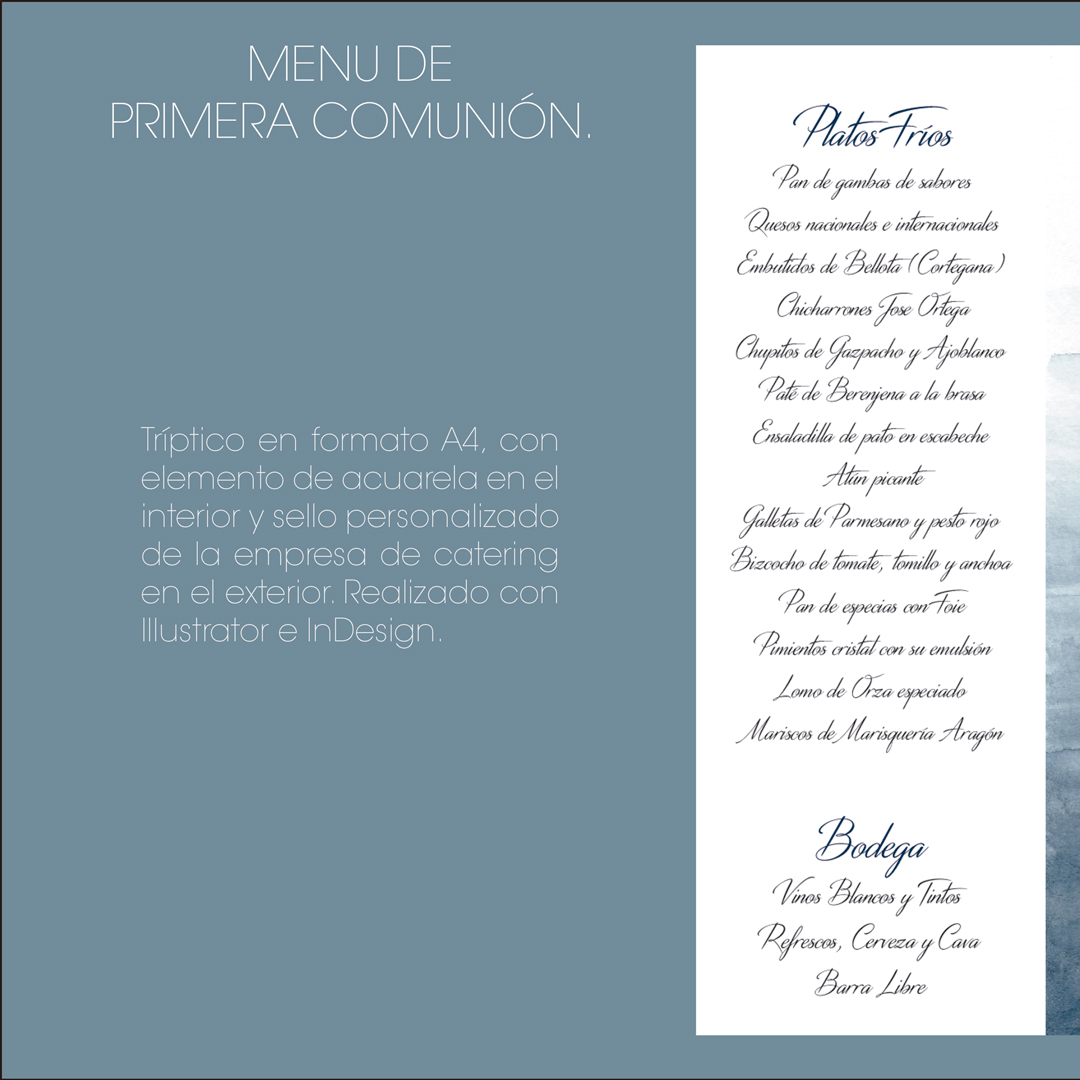 MENU DE
PRIMERA COMUNIÓN.
Tríptico en formato A4, con
elemento de acuarela en el
interior y sello personalizado
de la empresa de catering
en el exterior. Realizado con
Illustrator e InDesign.
Platos Fríos
Pan de gambas de sabores
Quesos nacionales e internacionales
Embutidos de Bellota (Cortegana)
Chicharrones Jose Ortega
Chupitos de Gazpacho y Ajoblanco
Paté de Berenjena a la brasa
Ensaladilla de pato en escabeche
Atún picante
Galletas de Parmesano y pesto rojo
Bizcocho de tomate, tomillo y anchoa
Pan de especias con Foie
Pimientos cristal con su emulsión
Lomo de Orza especiado
Mariscos de Marisquería Aragón
Bodega
Vinos Blancos y Tintos
Refrescos, Cerveza y Cava
Barra Libre